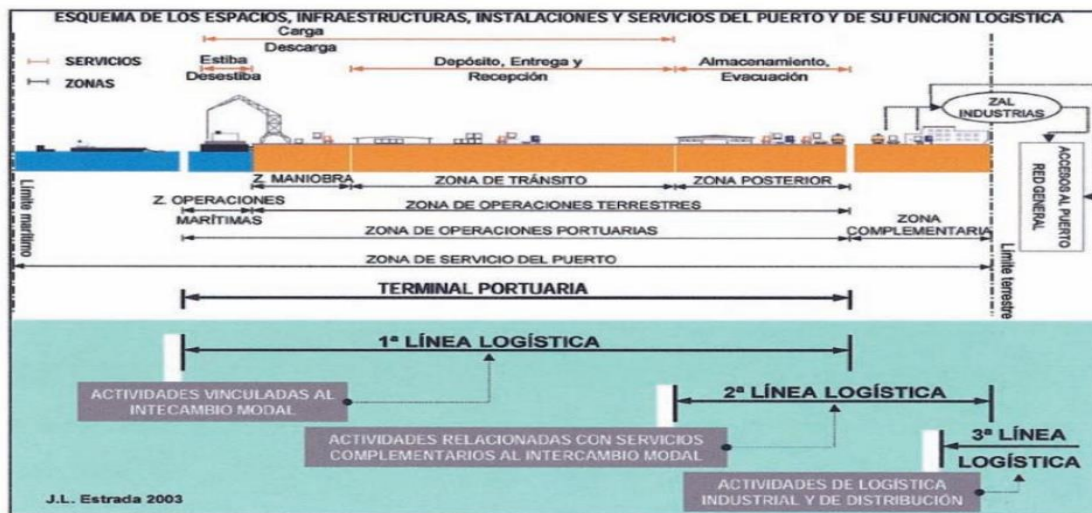 ESQUEMA DE LOS ESPACIOS, INFRAESTRUCTURAS, INSTALACIONES Y SERVICIOS DEL PUERTO Y DE SU FUNCION LOGÍSTICA
SERVICIOS
ZONAS
Carga
Descarga
Estiba
Desestiba
Depósito, Entrega y
Recepción
Almacenamiento,
Evacuación
ZAL
INDUSTRIAS
ACCESOS AL PUERTO
RED GENERAL
Límite marítimo
Límite terrestre
Z. MANIOBRA
ZONA DE TRÁNSITO
ZONA POSTERIOR
Z. OPERACIONES
MARÍTIMAS
ZONA DE OPERACIONES TERRESTRES
ZONA DE OPERACIONES PORTUARIAS
ZONA
COMPLEMENTARIA
ZONA DE SERVICIO DEL PUERTO
TERMINAL PORTUARIA
1ª LÍNEA LOGÍSTICA
ACTIVIDADES VINCULADAS AL
INTECAMBIO MODAL
2ª LÍNEA LOGÍSTICA
ACTIVIDADES RELACIONADAS CON SERVICIOS
COMPLEMENTARIOS AL INTERCAMBIO MODAL
3ª LÍNEA
LOGÍSTICA
ACTIVIDADES DE LOGÍSTICA
INDUSTRIAL Y DE DISTRIBUCIÓN
J.L. Estrada 2003